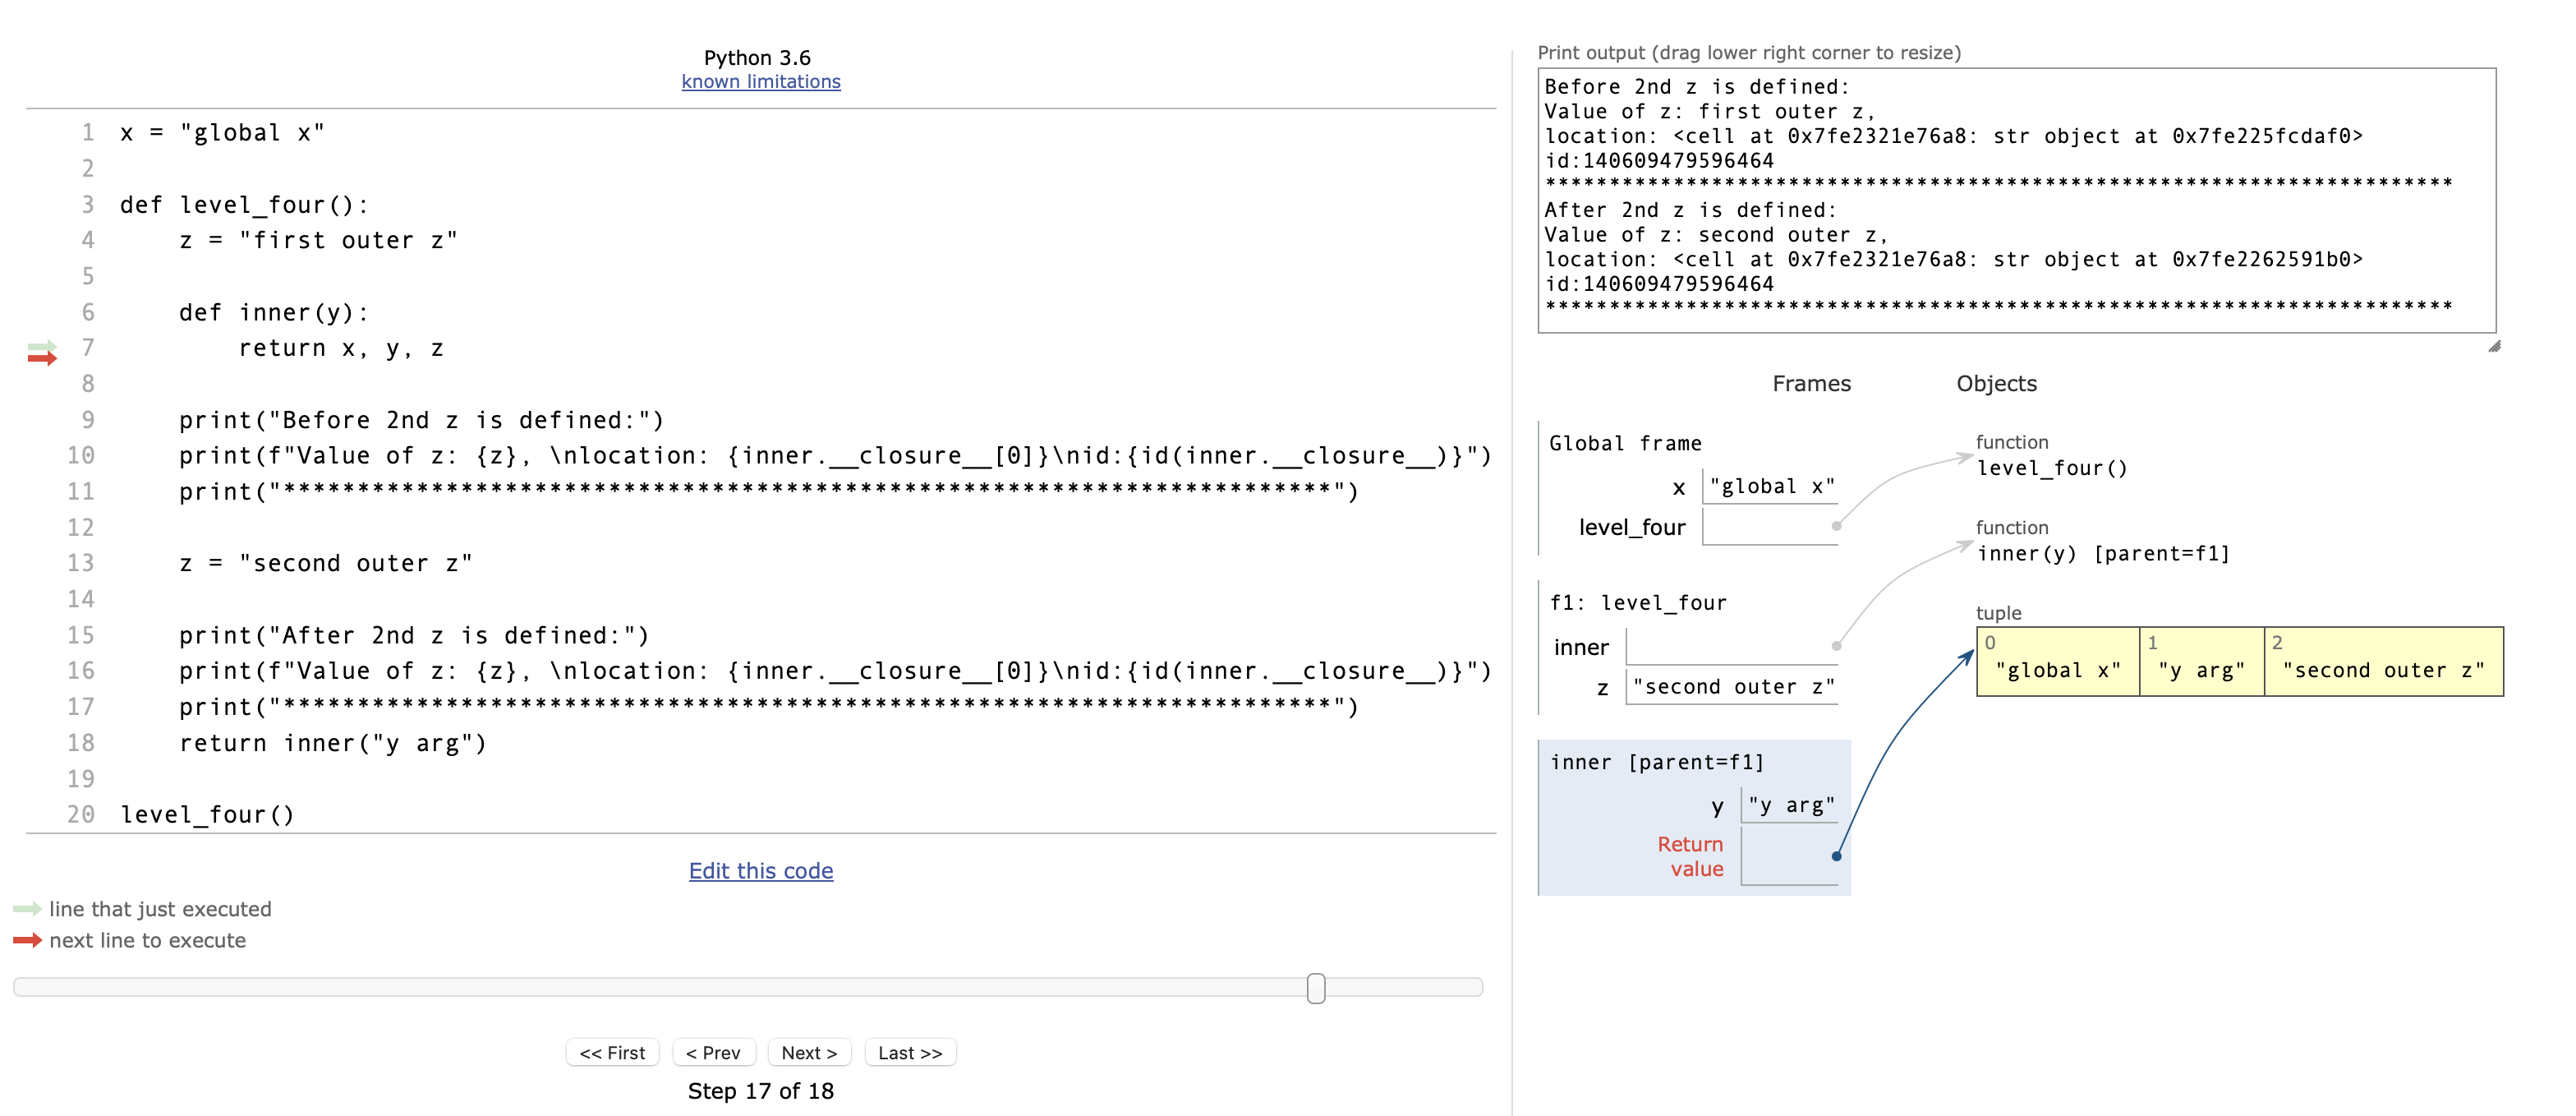 Python 3.6
known limitations
1 x = "global x"
2
3 def level_four():
4     z = "first outer z"
5
6     def inner(y):
7         return x, y, z
8
9     print("Before 2nd z is defined:")
10     print(f"Value of z: {z}, \nlocation: {inner.__closure__[0]}\nid:{id(inner.__closure__)}")
11     print("***********************************************************************")
12
13     z = "second outer z"
14
15     print("After 2nd z is defined:")
16     print(f"Value of z: {z}, \nlocation: {inner.__closure__[0]}\nid:{id(inner.__closure__)}")
17     print("***********************************************************************")
18     return inner("y arg")
19
20 level_four()
Edit this code
line that just executed
next line to execute
<< First < Prev Next > Last >>
Step 17 of 18
Print output (drag lower right corner to resize)
Before 2nd z is defined:
Value of z: first outer z,
location: <cell at 0x7fe2321e76a8: str object at 0x7fe225fcdaf0>
id:140609479596464
***********************************************************************
After 2nd z is defined:
Value of z: second outer z,
location: <cell at 0x7fe2321e76a8: str object at 0x7fe2262591b0>
id:140609479596464
***********************************************************************
Frames Objects
Global frame
x "global x"
level_four
function
level_four()
function
inner(y) [parent=f1]
f1: level_four
inner
z "second outer z"
tuple
0 1 2
"global x" "y arg" "second outer z"
inner [parent=f1]
y "y arg"
Return
value